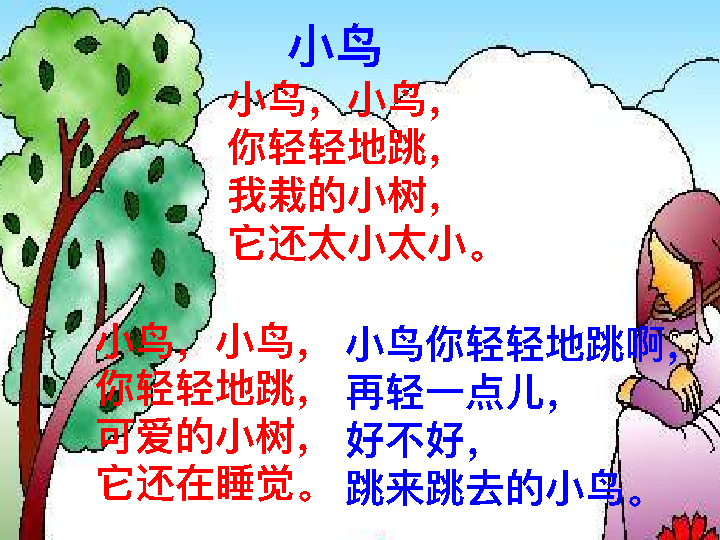 小鸟
小鸟，小鸟，
你轻轻地跳，
我栽的小树，
它还太小太小。
小鸟，小鸟，
你轻轻地跳，
可爱的小树，
它还在睡觉。
小鸟你轻轻地跳啊，
再轻一点儿，
好不好，
跳来跳去的小鸟。